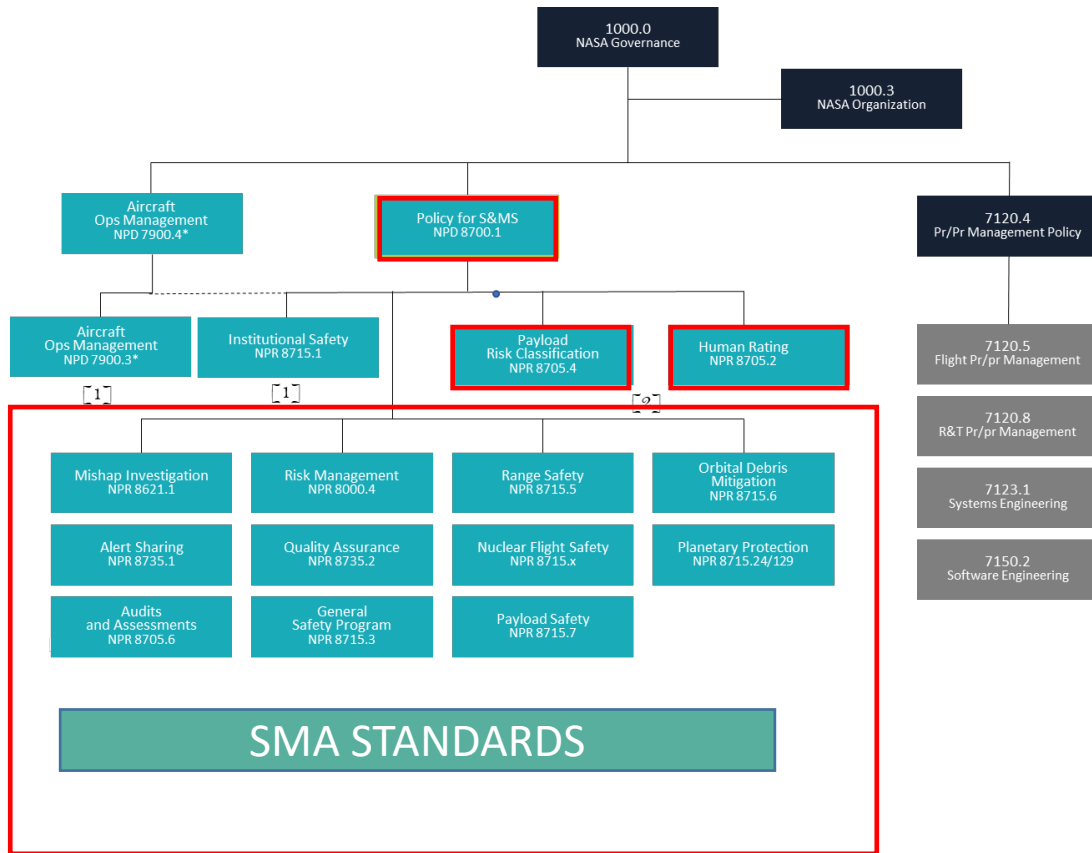 1000.0
NASA Governance
1000.3
NASA Organization
Aircraft
Ops Management
NPD 7900.4*
Policy for S&MS
NPD 8700.1
7120.4
Pr/Pr Management Policy
Aircraft
Ops Management
NPD 7900.3*
Institutional Safety
NPR 8715.1
Payload
Risk Classification
NPR 8705.4
Human Rating
NPR 8705.2
7120.5
Flight Pr/pr Management
[1]
[1]
[2]
7120.8
R&T Pr/pr Management
Mishap Investigation
NPR 8621.1
Risk Management
NPR 8000.4
Range Safety
NPR 8715.5
Orbital Debris
Mitigation
NPR 8715.6
7123.1
Systems Engineering
Alert Sharing
NPR 8735.1
Quality Assurance
NPR 8735.2
Nuclear Flight Safety
NPR 8715.x
Planetary Protection
NPR 8715.24/129
7150.2
Software Engineering
Audits
and Assessments
NPR 8705.6
General
Safety Program
NPR 8715.3
Payload Safety
NPR 8715.7
SMA STANDARDS